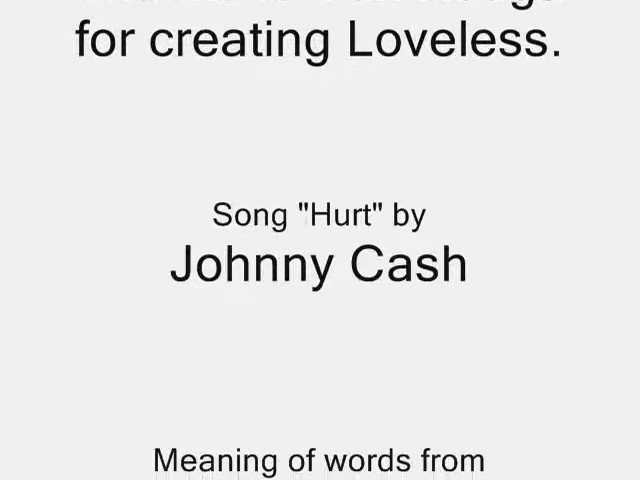 for creating Loveless.
Song "Hurt" by
Johnny Cash
Meaning of words from